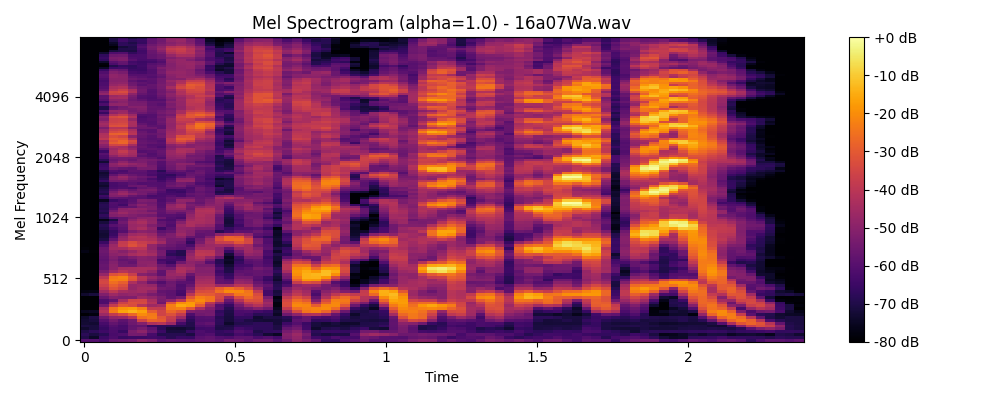 Mel Spectrogram (alpha=1.0) - 16a07Wa.wav
Mel Frequency
4096
2048
1024
512
0
0
0.5
1
1.5
2
Time
+0 dB
-10 dB
-20 dB
-30 dB
-40 dB
-50 dB
-60 dB
-70 dB
-80 dB